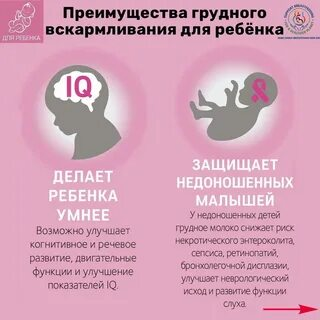 Преимущества грудного
вскармливания для ребёнка
ДЛЯ РЕБЕНКА
IQ
ДЕЛАЕТ
РЕБЕНКА
УМНЕЕ
Возможно улучшает
когнитивное и речевое
развитие, двигательные
функции и улучшение
показателей IQ.
ЗАЩИЩАЕТ
НЕДОНОШЕННЫХ
МАЛЫШЕЙ
У недоношенных детей
грудное молоко снижает риск
некротического энтероколита,
сепсиса, ретинопатий,
бронхолегочной дисплазии,
улучшает неврологический
исход и развитие функции
слуха.